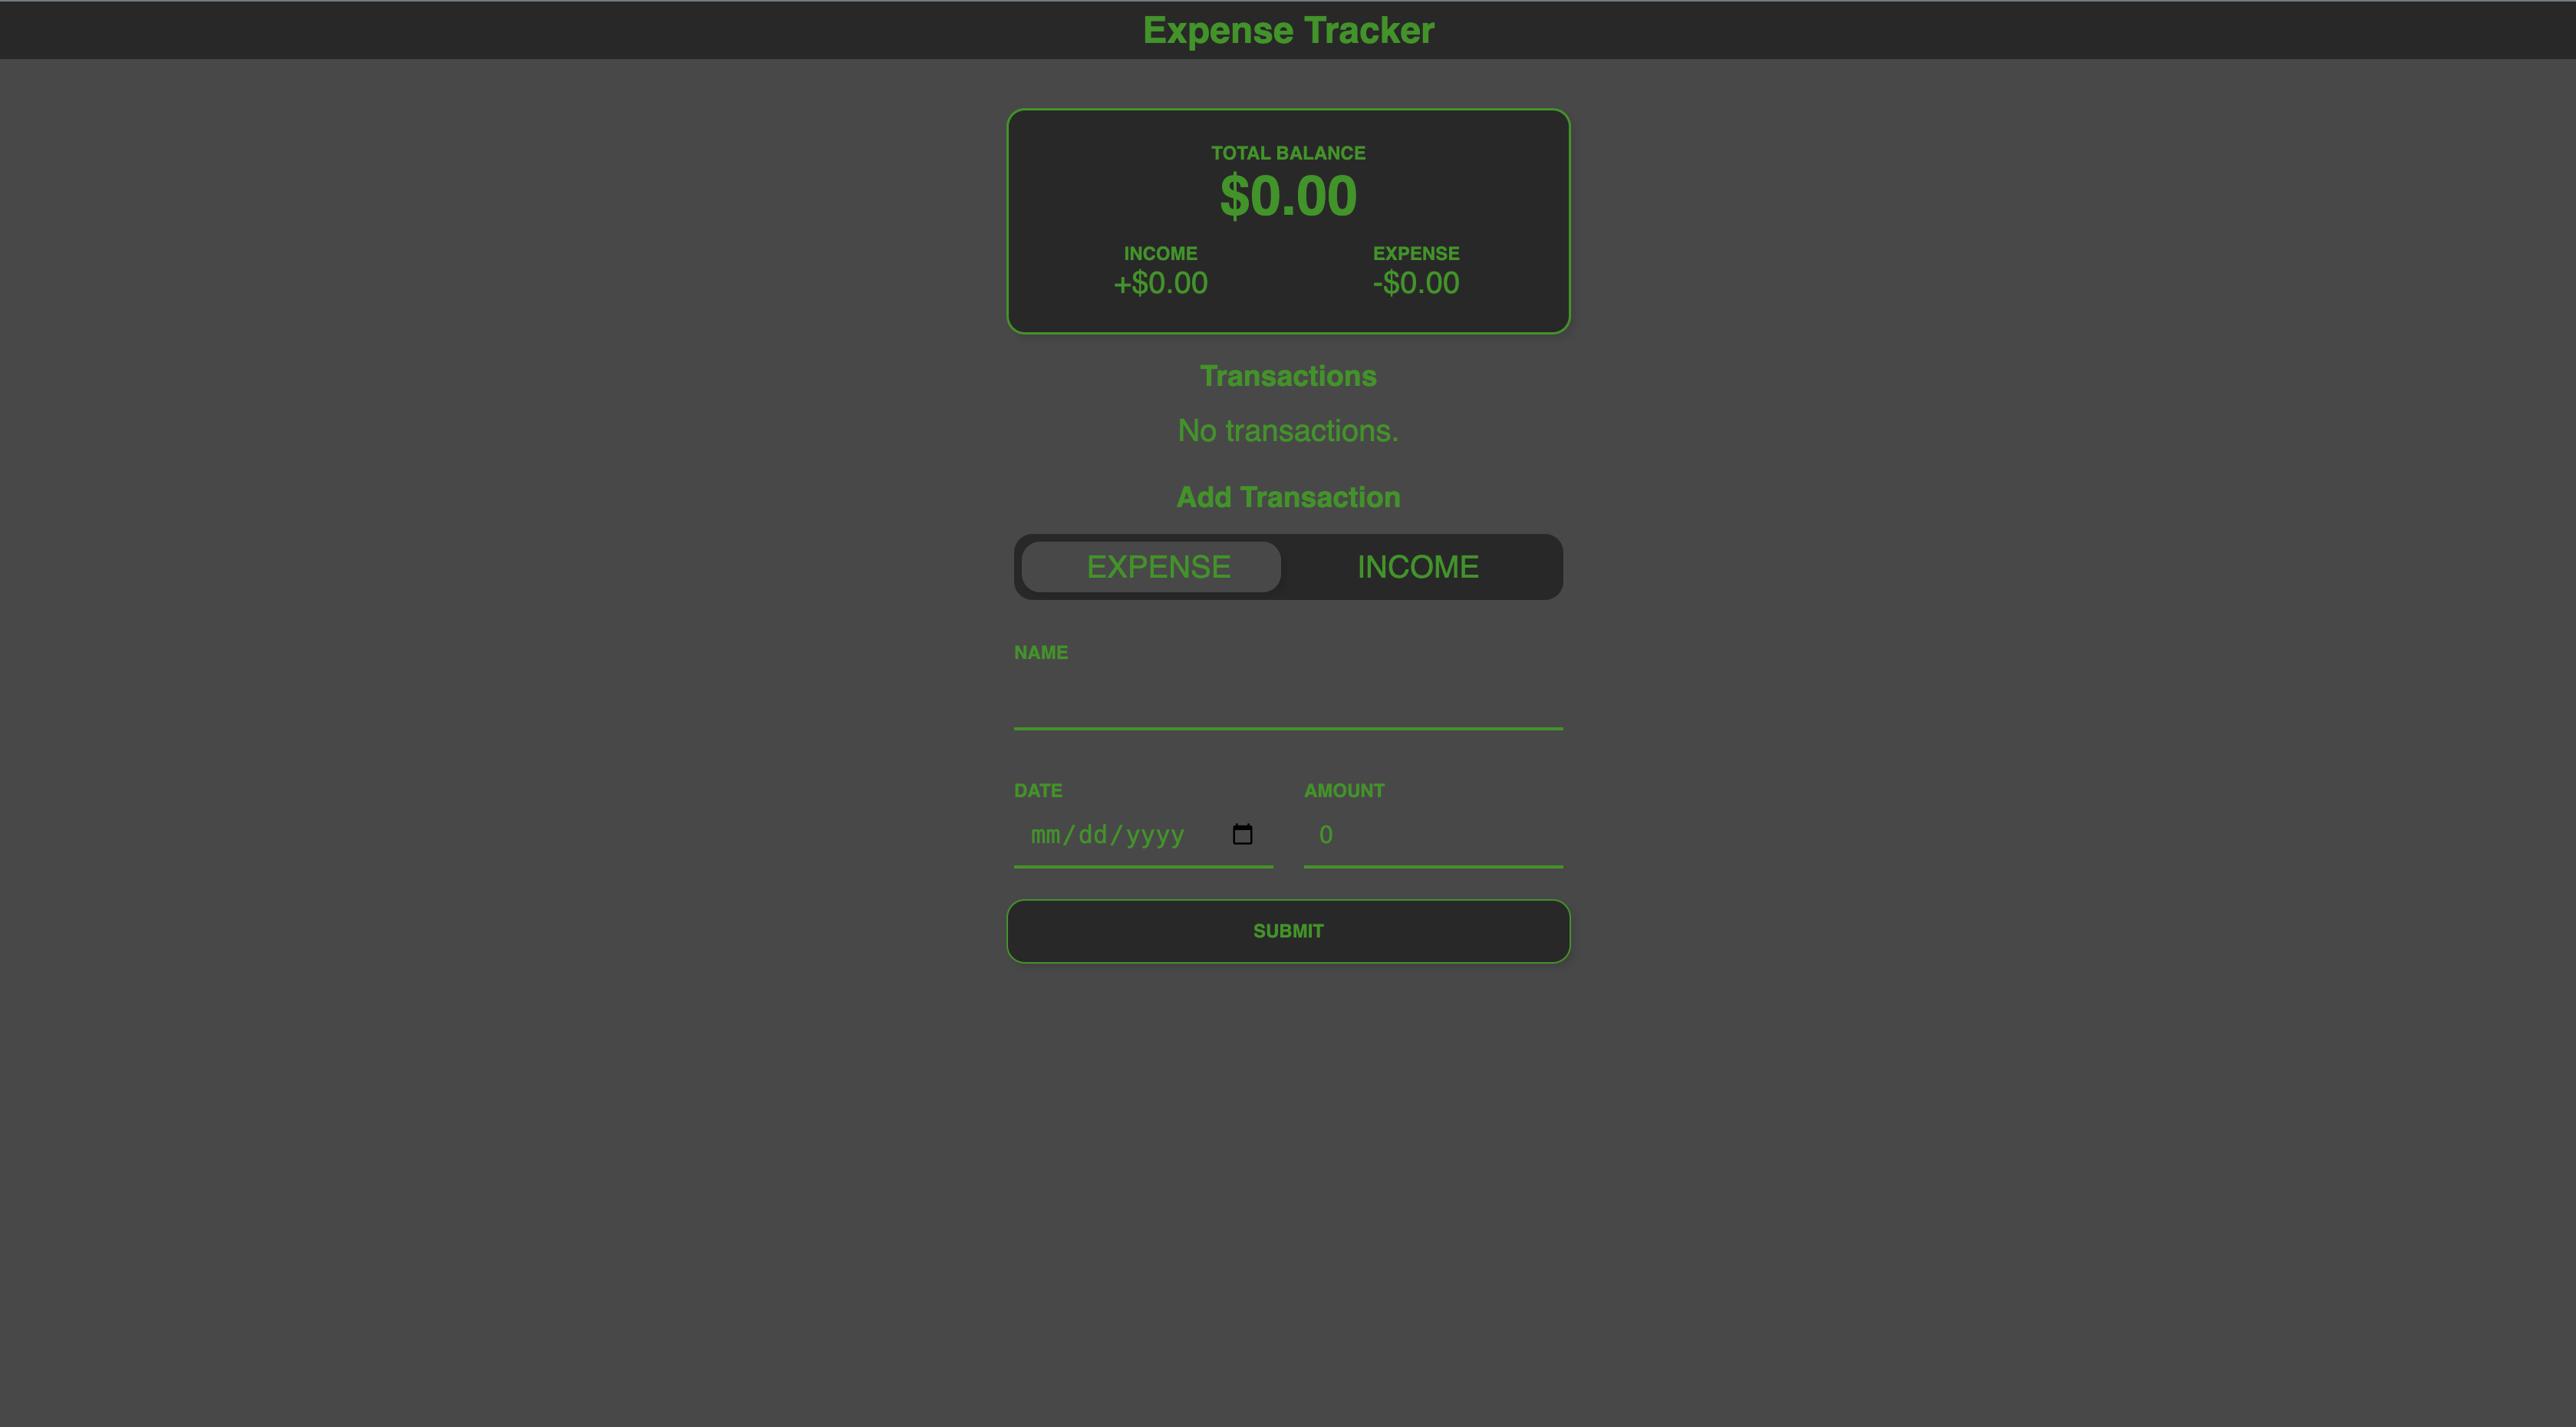 Expense Tracker
TOTAL BALANCE
$0.00
INCOME EXPENSE
+$0.00 -$0.00
Transactions
No transactions.
Add Transaction
EXPENSE INCOME
NAME
DATE AMOUNT
mm/dd/yyyy 0
SUBMIT